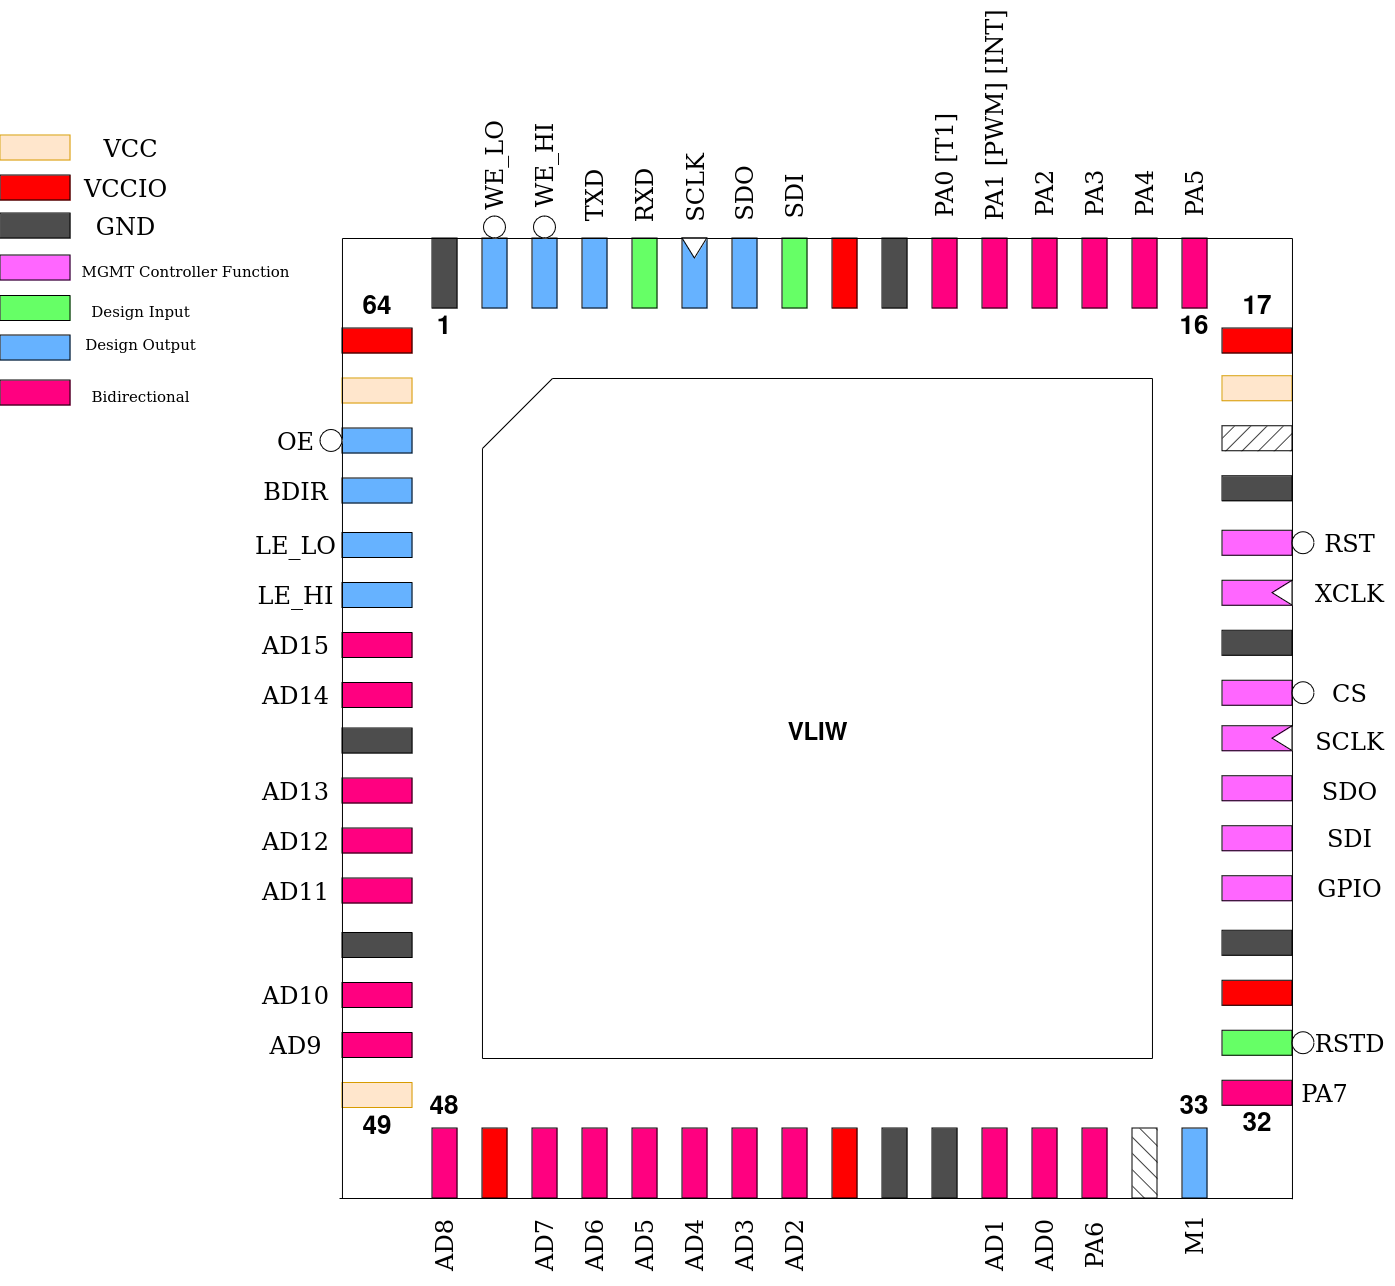 VCC
VCCIO
GND
MGMT Controller Function
Design Input
Design Output
Bidirectional
WE_LO
WE_HI
TXD
RXD
SCLK
SDO
SDI
PA0 [T1]
PA1 [PWM] [INT]
PA2
PA3
PA4
PA5
64
1
16
17
OE
BDIR
LE_LO
LE_HI
AD15
AD14
AD13
AD12
AD11
AD10
AD9
VLIW
RST
XCLK
CS
SCLK
SDO
SDI
GPIO
RSTD
PA7
49
48
33
32
AD8
AD7
AD6
AD5
AD4
AD3
AD2
AD1
AD0
PA6
M1